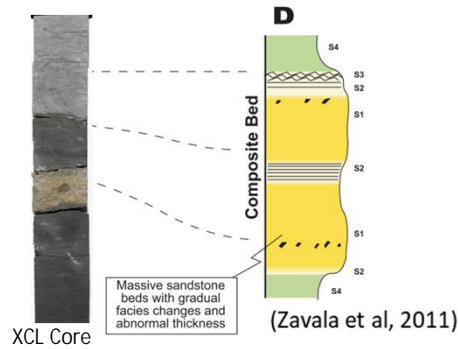 D
S4
S3
S2
S1
Composite Bed
S2
S1
S2
S4
Massive sandstone
beds with gradual
facies changes and
abnormal thickness
(Zavala et al, 2011)
XCL Core